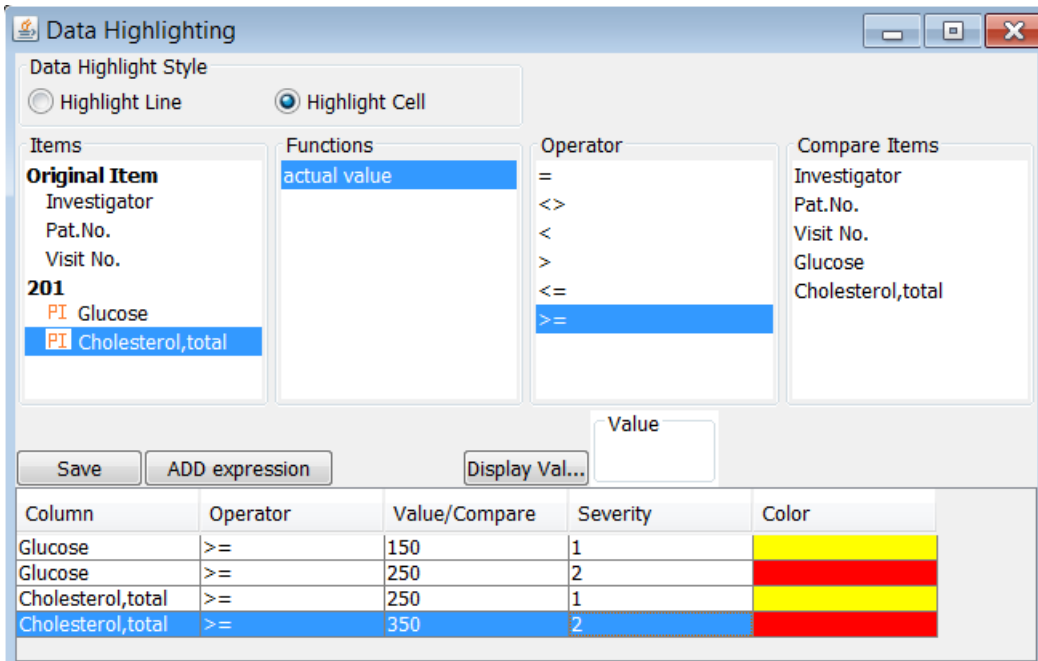 Data Highlighting
Data Highlight Style
Highlight Line Highlight Cell
Items Functions Operator Compare Items
Original Item actual value = Investigator
Investigator <> Pat.No.
Pat.No. < Visit No.
Visit No. > Glucose
201 <= Cholesterol,total
PI Glucose >=
PI Cholesterol,total
Value
Save ADD expression Display Val...
Column Operator Value/Compare Severity Color
Glucose >= 150 1
Glucose >= 250 2
Cholesterol,total >= 250 1
Cholesterol,total >= 350 2